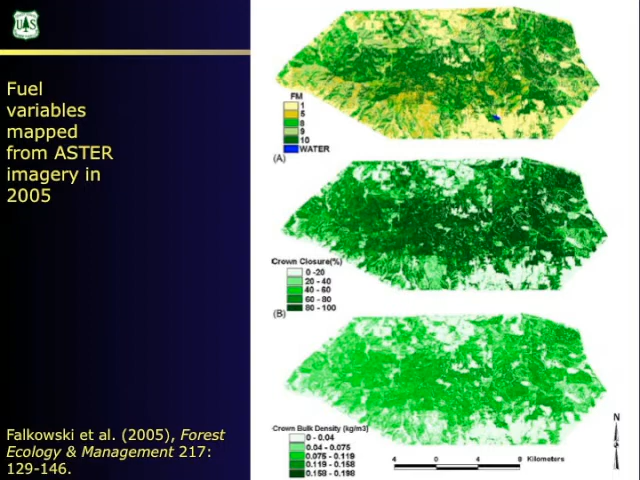 U S
Fuel
variables
mapped
from ASTER
imagery in
2005
Falkowski et al. (2005), Forest
Ecology & Management 217:
129-146.
FM
1
5
8
9
10
WATER
(A)
Crown Closure(%)
0 -20
20 - 40
40 - 60
60 - 80
80 - 100
(B)
Crown Bulk Density (kg/m3)
0 - 0.04
0.04 - 0.075
0.075 - 0.119
0.119 - 0.158
0.158 - 0.198
4 0 4 8 Kilometers
N